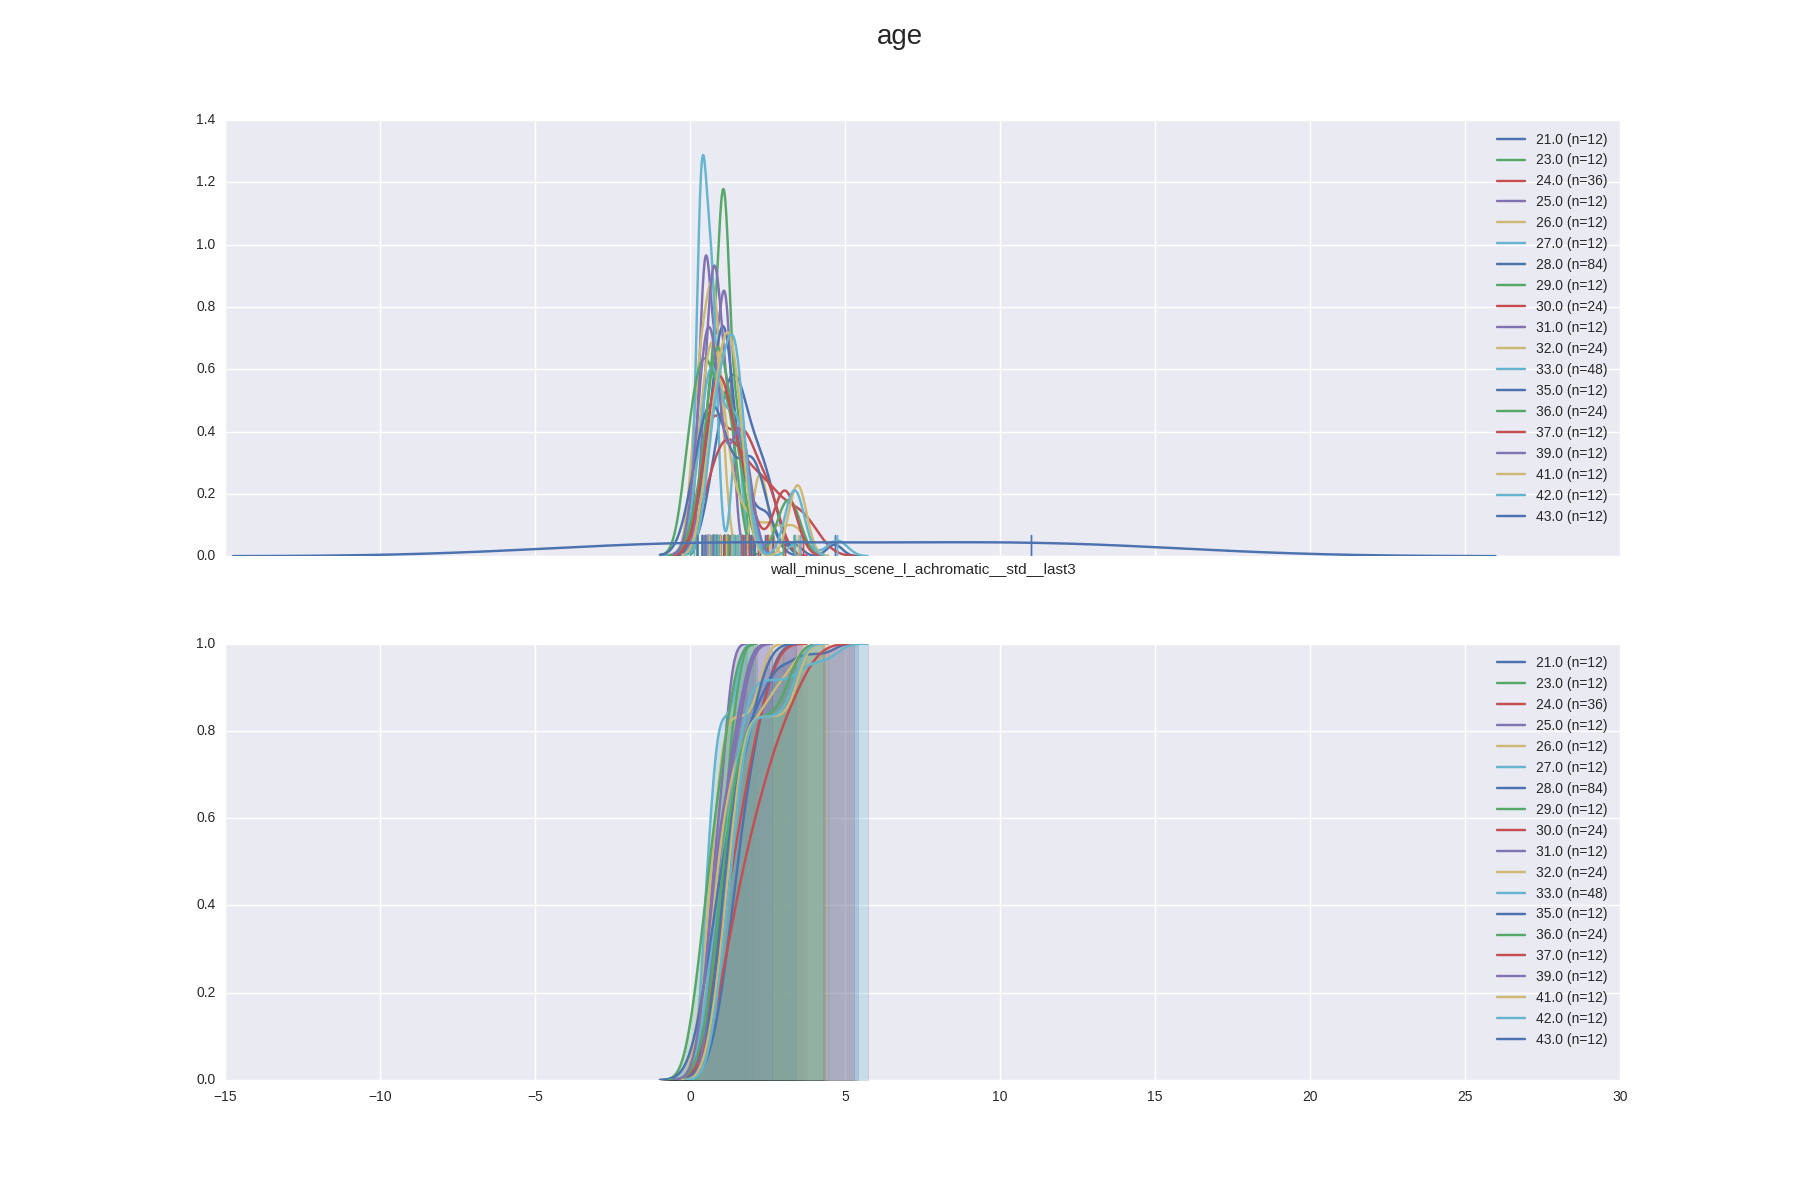 age
1.4
1.2
1.0
0.8
0.6
0.4
0.2
0.0
21.0 (n=12)
23.0 (n=12)
24.0 (n=36)
25.0 (n=12)
26.0 (n=12)
27.0 (n=12)
28.0 (n=84)
29.0 (n=12)
30.0 (n=24)
31.0 (n=12)
32.0 (n=24)
33.0 (n=48)
35.0 (n=12)
36.0 (n=24)
37.0 (n=12)
39.0 (n=12)
41.0 (n=12)
42.0 (n=12)
43.0 (n=12)
wall_minus_scene_l_achromatic__std__last3
1.0
0.8
0.6
0.4
0.2
0.0
21.0 (n=12)
23.0 (n=12)
24.0 (n=36)
25.0 (n=12)
26.0 (n=12)
27.0 (n=12)
28.0 (n=84)
29.0 (n=12)
30.0 (n=24)
31.0 (n=12)
32.0 (n=24)
33.0 (n=48)
35.0 (n=12)
36.0 (n=24)
37.0 (n=12)
39.0 (n=12)
41.0 (n=12)
42.0 (n=12)
43.0 (n=12)
−15 −10 −5 0 5 10 15 20 25 30